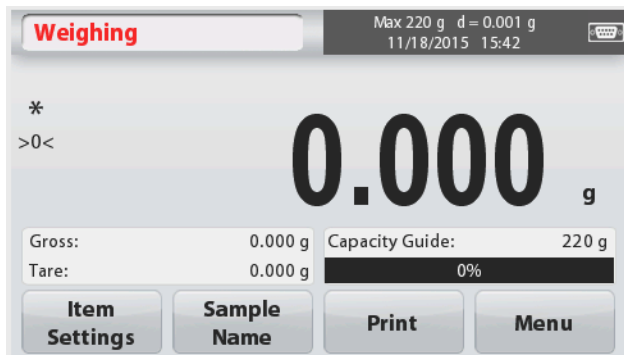 Weighing
Max 220 g d = 0.001 g
11/18/2015 15:42
*
>0<
0.000 g
Gross: 0.000 g
Tare: 0.000 g
Capacity Guide: 220 g
0%
Item
Settings
Sample
Name
Print
Menu